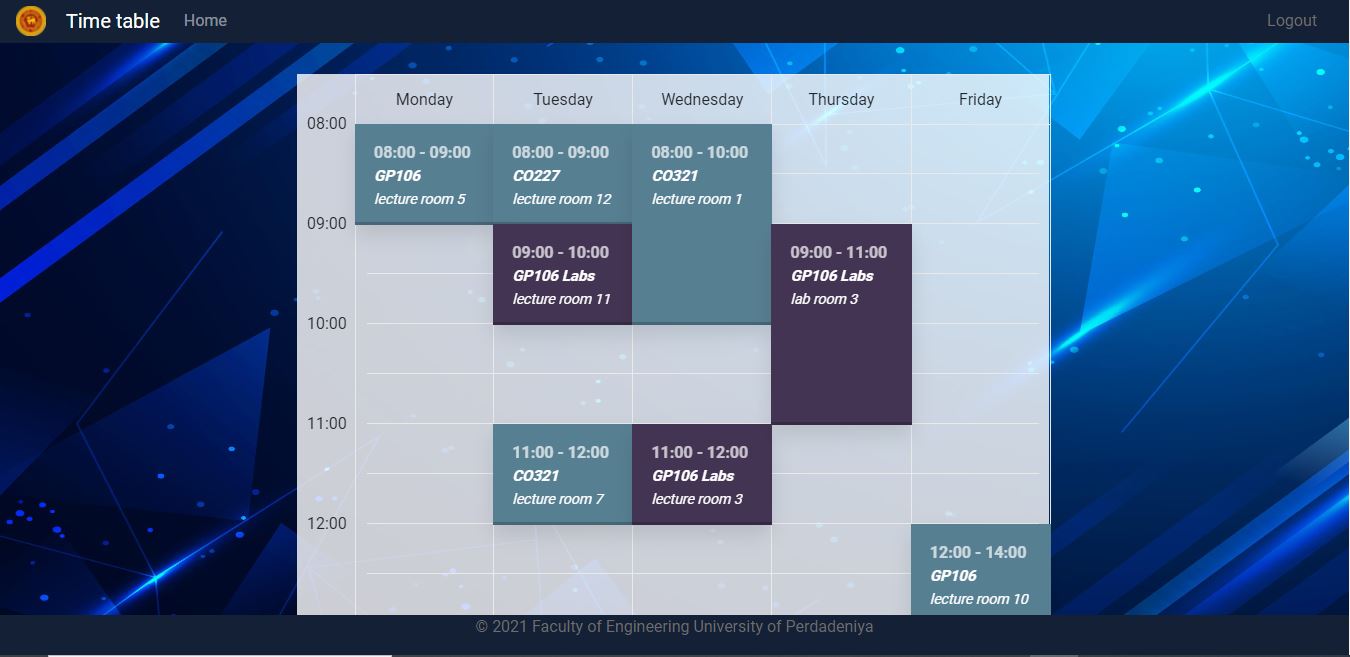 Time table Home Logout
Monday Tuesday Wednesday Thursday Friday
08:00
08:00 - 09:00
GP106
lecture room 5
08:00 - 09:00
CO227
lecture room 12
08:00 - 10:00
CO321
lecture room 1
09:00
09:00 - 10:00
GP106 Labs
lecture room 11
09:00 - 11:00
GP106 Labs
lab room 3
10:00
11:00
11:00 - 12:00
CO321
lecture room 7
11:00 - 12:00
GP106 Labs
lecture room 3
12:00
12:00 - 14:00
GP106
lecture room 10
© 2021 Faculty of Engineering University of Perdadeniya